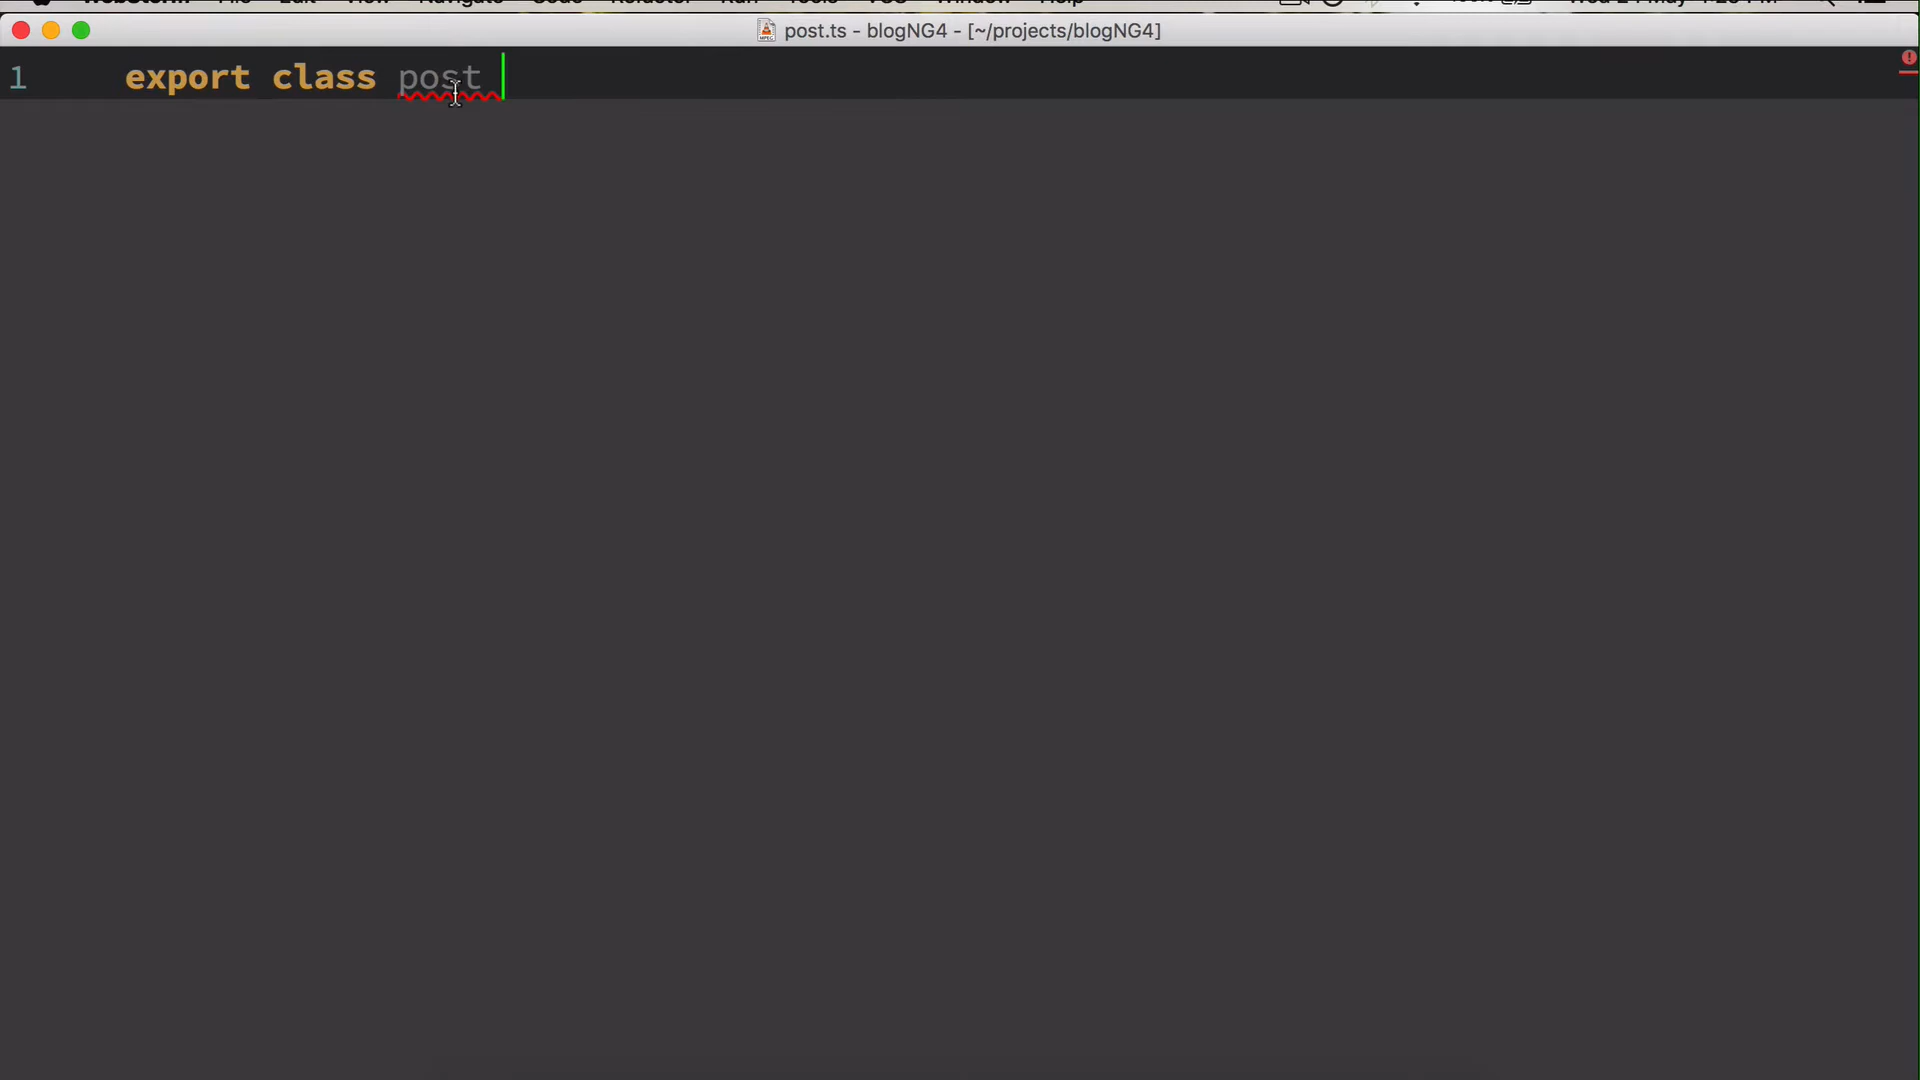 post.ts - blogNG4 - [~/projects/blogNG4]
1 export class post